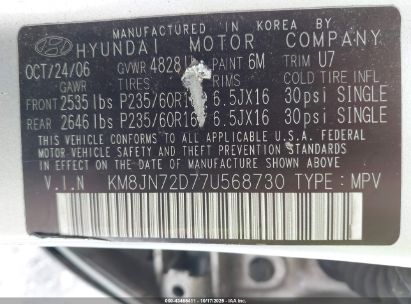 MANUFACTURED BY
HYUNDAI MOTOR COMPANY
OCT/24/06 GVWR 4828 PAINT 6M TRIM U7
GAWR TIRES RIMS COLD TIRE INFL
FRONT 2535 lbs P235/60R16 6.5JX16 30psi SINGLE
REAR 2646 lbs P235/60R16 6.5JX16 30psi SINGLE
THIS VEHICLE CONFORMS TO ALL APPLICABLE U.S.A. FEDERAL
MOTOR VEHICLE SAFETY AND THEFT PREVENTION STANDARDS
IN EFFECT ON THE DATE OF MANUFACTURE SHOWN ABOVE.
V.I.N KM8JN72D77U568730 TYPE : MPV